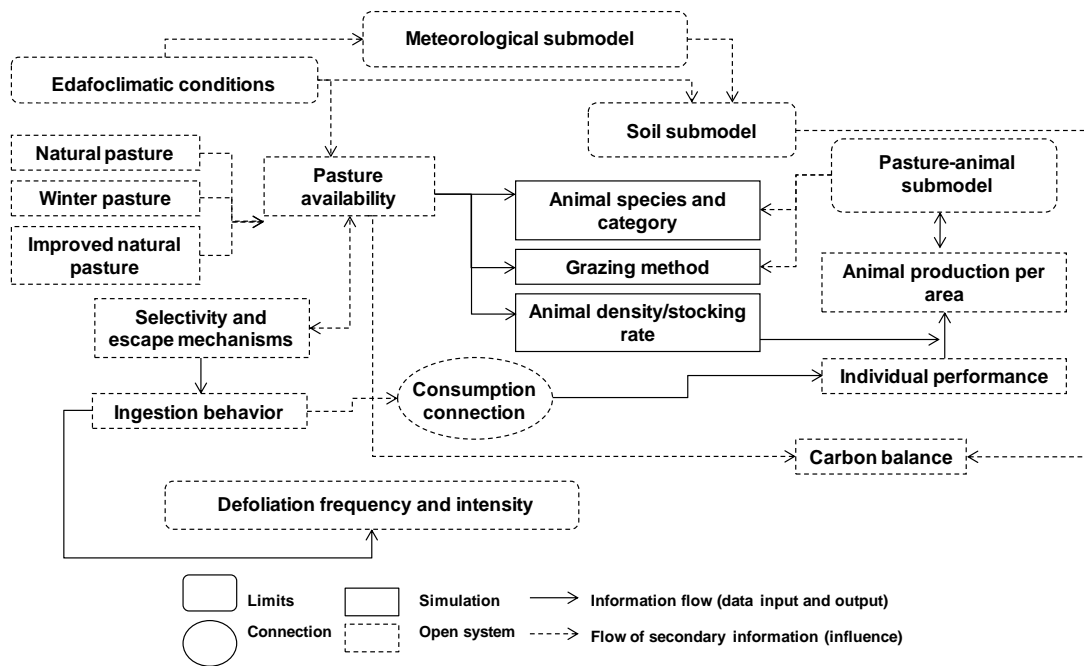 Meteorological submodel
Edafoclimatic conditions
Soil submodel
Natural pasture
Winter pasture
Improved natural
pasture
Pasture
availability
Animal species and
category
Grazing method
Animal density/stocking
rate
Pasture-animal
submodel
Animal production per
area
Selectivity and
escape mechanisms
Ingestion behavior
Consumption
connection
Individual performance
Carbon balance
Defoliation frequency and intensity
Limits
Simulation
Information flow (data input and output)
Connection
Open system
Flow of secondary information (influence)